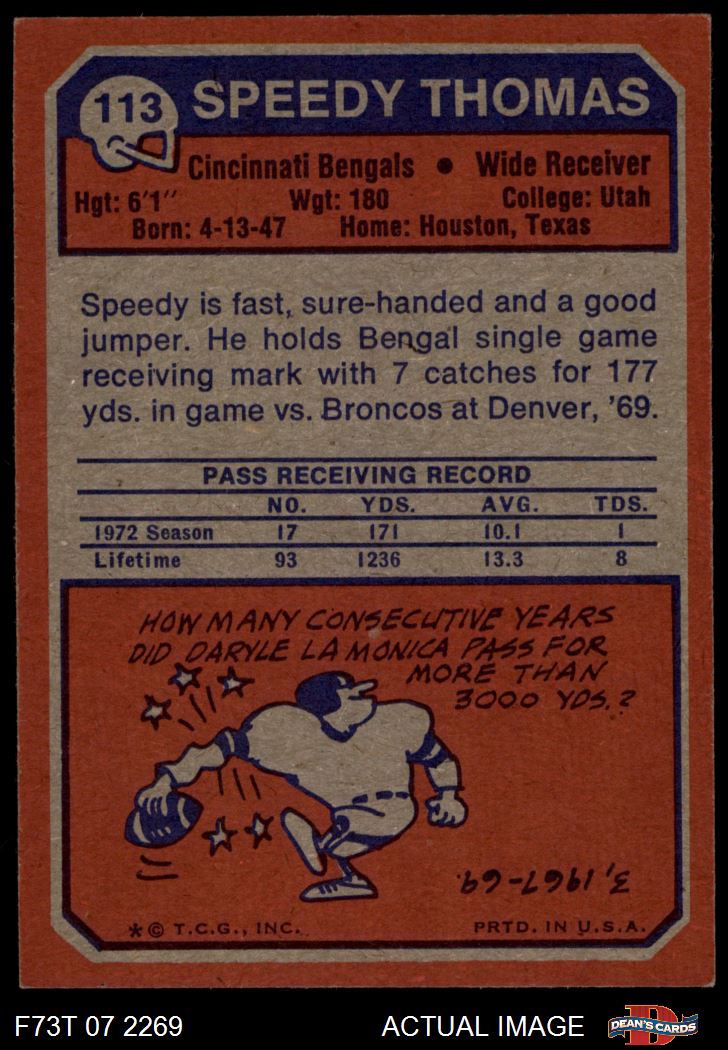 113
SPEEDY THOMAS
Cincinnati Bengals • Wide Receiver
Hgt: 6'1'' Wgt: 180 College: Utah
Born: 4-13-47 Home: Houston, Texas
Speedy is fast, sure-handed and a good
jumper. He holds Bengal single game
receiving mark with 7 catches for 177
yds. in game vs. Broncos at Denver, '69.
PASS RECEIVING RECORD
NO. YDS. AVG. TDS.
1972 Season 17 171 10.1 1
Lifetime 93 1236 13.3 8
HOW MANY CONSECUTIVE YEARS
DID DARYLE LA MONICA PASS FOR
MORE THAN
3000 YDS.?
3, 1967-69.
* © T.C.G., INC. PRTD. IN U.S.A.
F73T 07 2269 ACTUAL IMAGE
D
DEAN'S CARDS